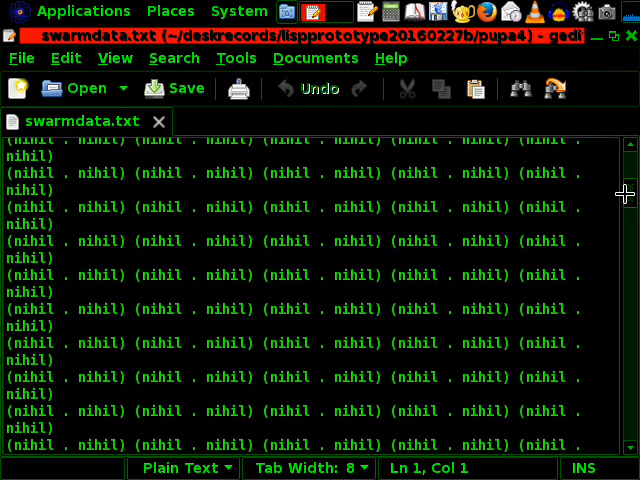 Applications Places System
swarmdata.txt (~/deskrecords/lispprototype20160227b/pupa4) - gedit
File Edit View Search Tools Documents Help
Open Save Undo
swarmdata.txt
(nihil . nihil) (nihil . nihil) (nihil . nihil) (nihil . nihil) (nihil .
nihil)
(nihil . nihil) (nihil . nihil) (nihil . nihil) (nihil . nihil) (nihil .
nihil)
(nihil . nihil) (nihil . nihil) (nihil . nihil) (nihil . nihil) (nihil .
nihil)
(nihil . nihil) (nihil . nihil) (nihil . nihil) (nihil . nihil) (nihil .
nihil)
(nihil . nihil) (nihil . nihil) (nihil . nihil) (nihil . nihil) (nihil .
nihil)
(nihil . nihil) (nihil . nihil) (nihil . nihil) (nihil . nihil) (nihil .
nihil)
(nihil . nihil) (nihil . nihil) (nihil . nihil) (nihil . nihil) (nihil .
nihil)
(nihil . nihil) (nihil . nihil) (nihil . nihil) (nihil . nihil) (nihil .
nihil)
(nihil . nihil) (nihil . nihil) (nihil . nihil) (nihil . nihil) (nihil .
nihil)
(nihil . nihil) (nihil . nihil) (nihil . nihil) (nihil . nihil) (nihil .
Plain Text Tab Width: 8 Ln 1, Col 1 INS